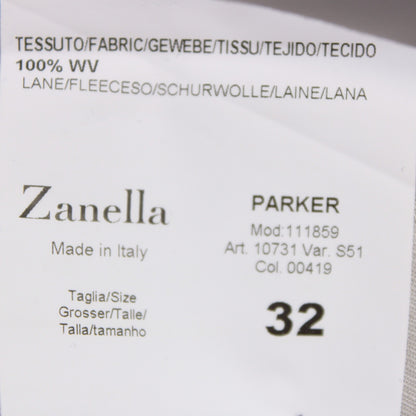 TESSUTO/FABRIC/GEWEBE/TISSU/TEJIDO/TECIDO
100% WV
LANE/FLEECESO/SCHURWOLLE/LAINE/LANA
Zanella
Made in Italy
PARKER
Mod:111859
Art. 10731 Var. S51
Col. 00419
Taglia/Size
Grosser/Talle/
Talla/tamanho
32